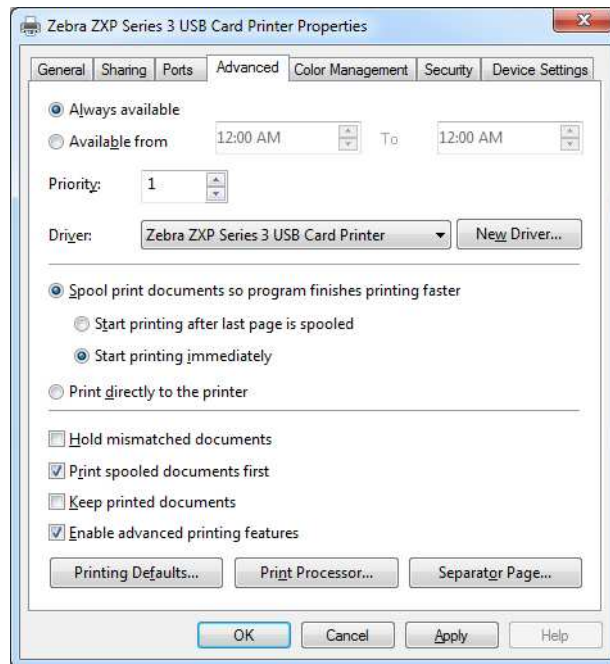 Zebra ZXP Series 3 USB Card Printer Properties
General Sharing Ports Advanced Color Management Security Device Settings
Always available
Available from 12:00 AM To 12:00 AM
Priority: 1
Driver: Zebra ZXP Series 3 USB Card Printer New Driver...
Spool print documents so program finishes printing faster
Start printing after last page is spooled
Start printing immediately
Print directly to the printer
Hold mismatched documents
Print spooled documents first
Keep printed documents
Enable advanced printing features
Printing Defaults... Print Processor... Separator Page...
OK Cancel Apply Help